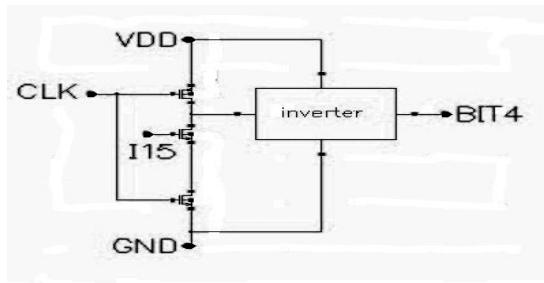 VDD
CLK
inverter
BIT4
I15
GND